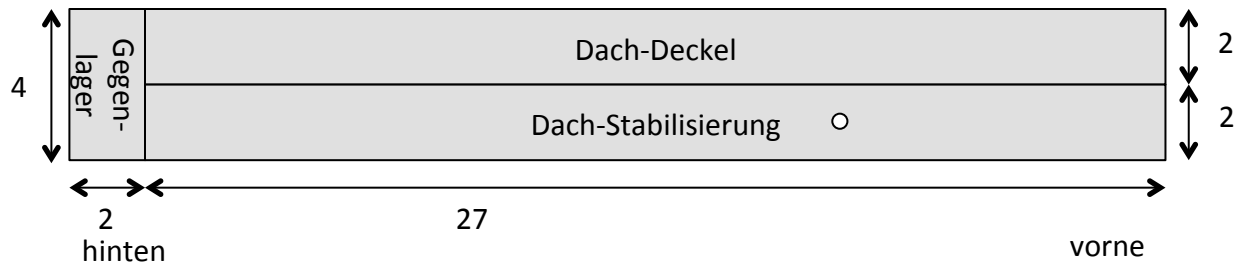 4
Gegen-
lager
Dach-Deckel
2
Dach-Stabilisierung
2
2
27
hinten
vorne